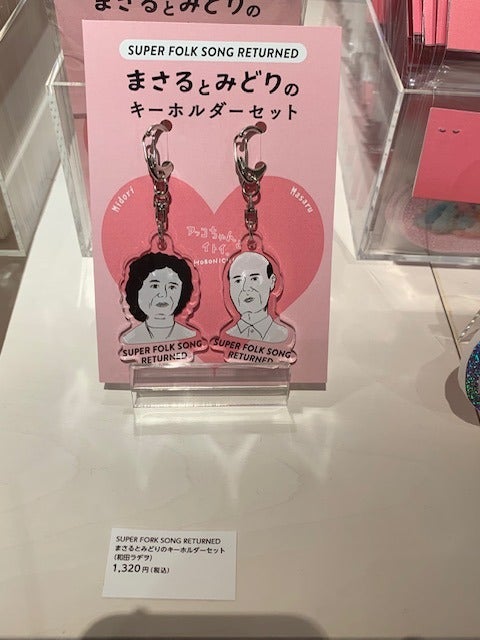 まさるとみどりの
SUPER FOLK SONG RETURNED
まさるとみどりの
キーホルダーセット
Midori
Masaru
アッコちゃんと
イトイ
HOBONICHI
SUPER FOLK SONG
RETURNED
SUPER FOLK SONG
RETURNED
SUPER FORK SONG RETURNED
まさるとみどりのキーホルダーセット
(和田ラヂヲ)
1,320円(税込)